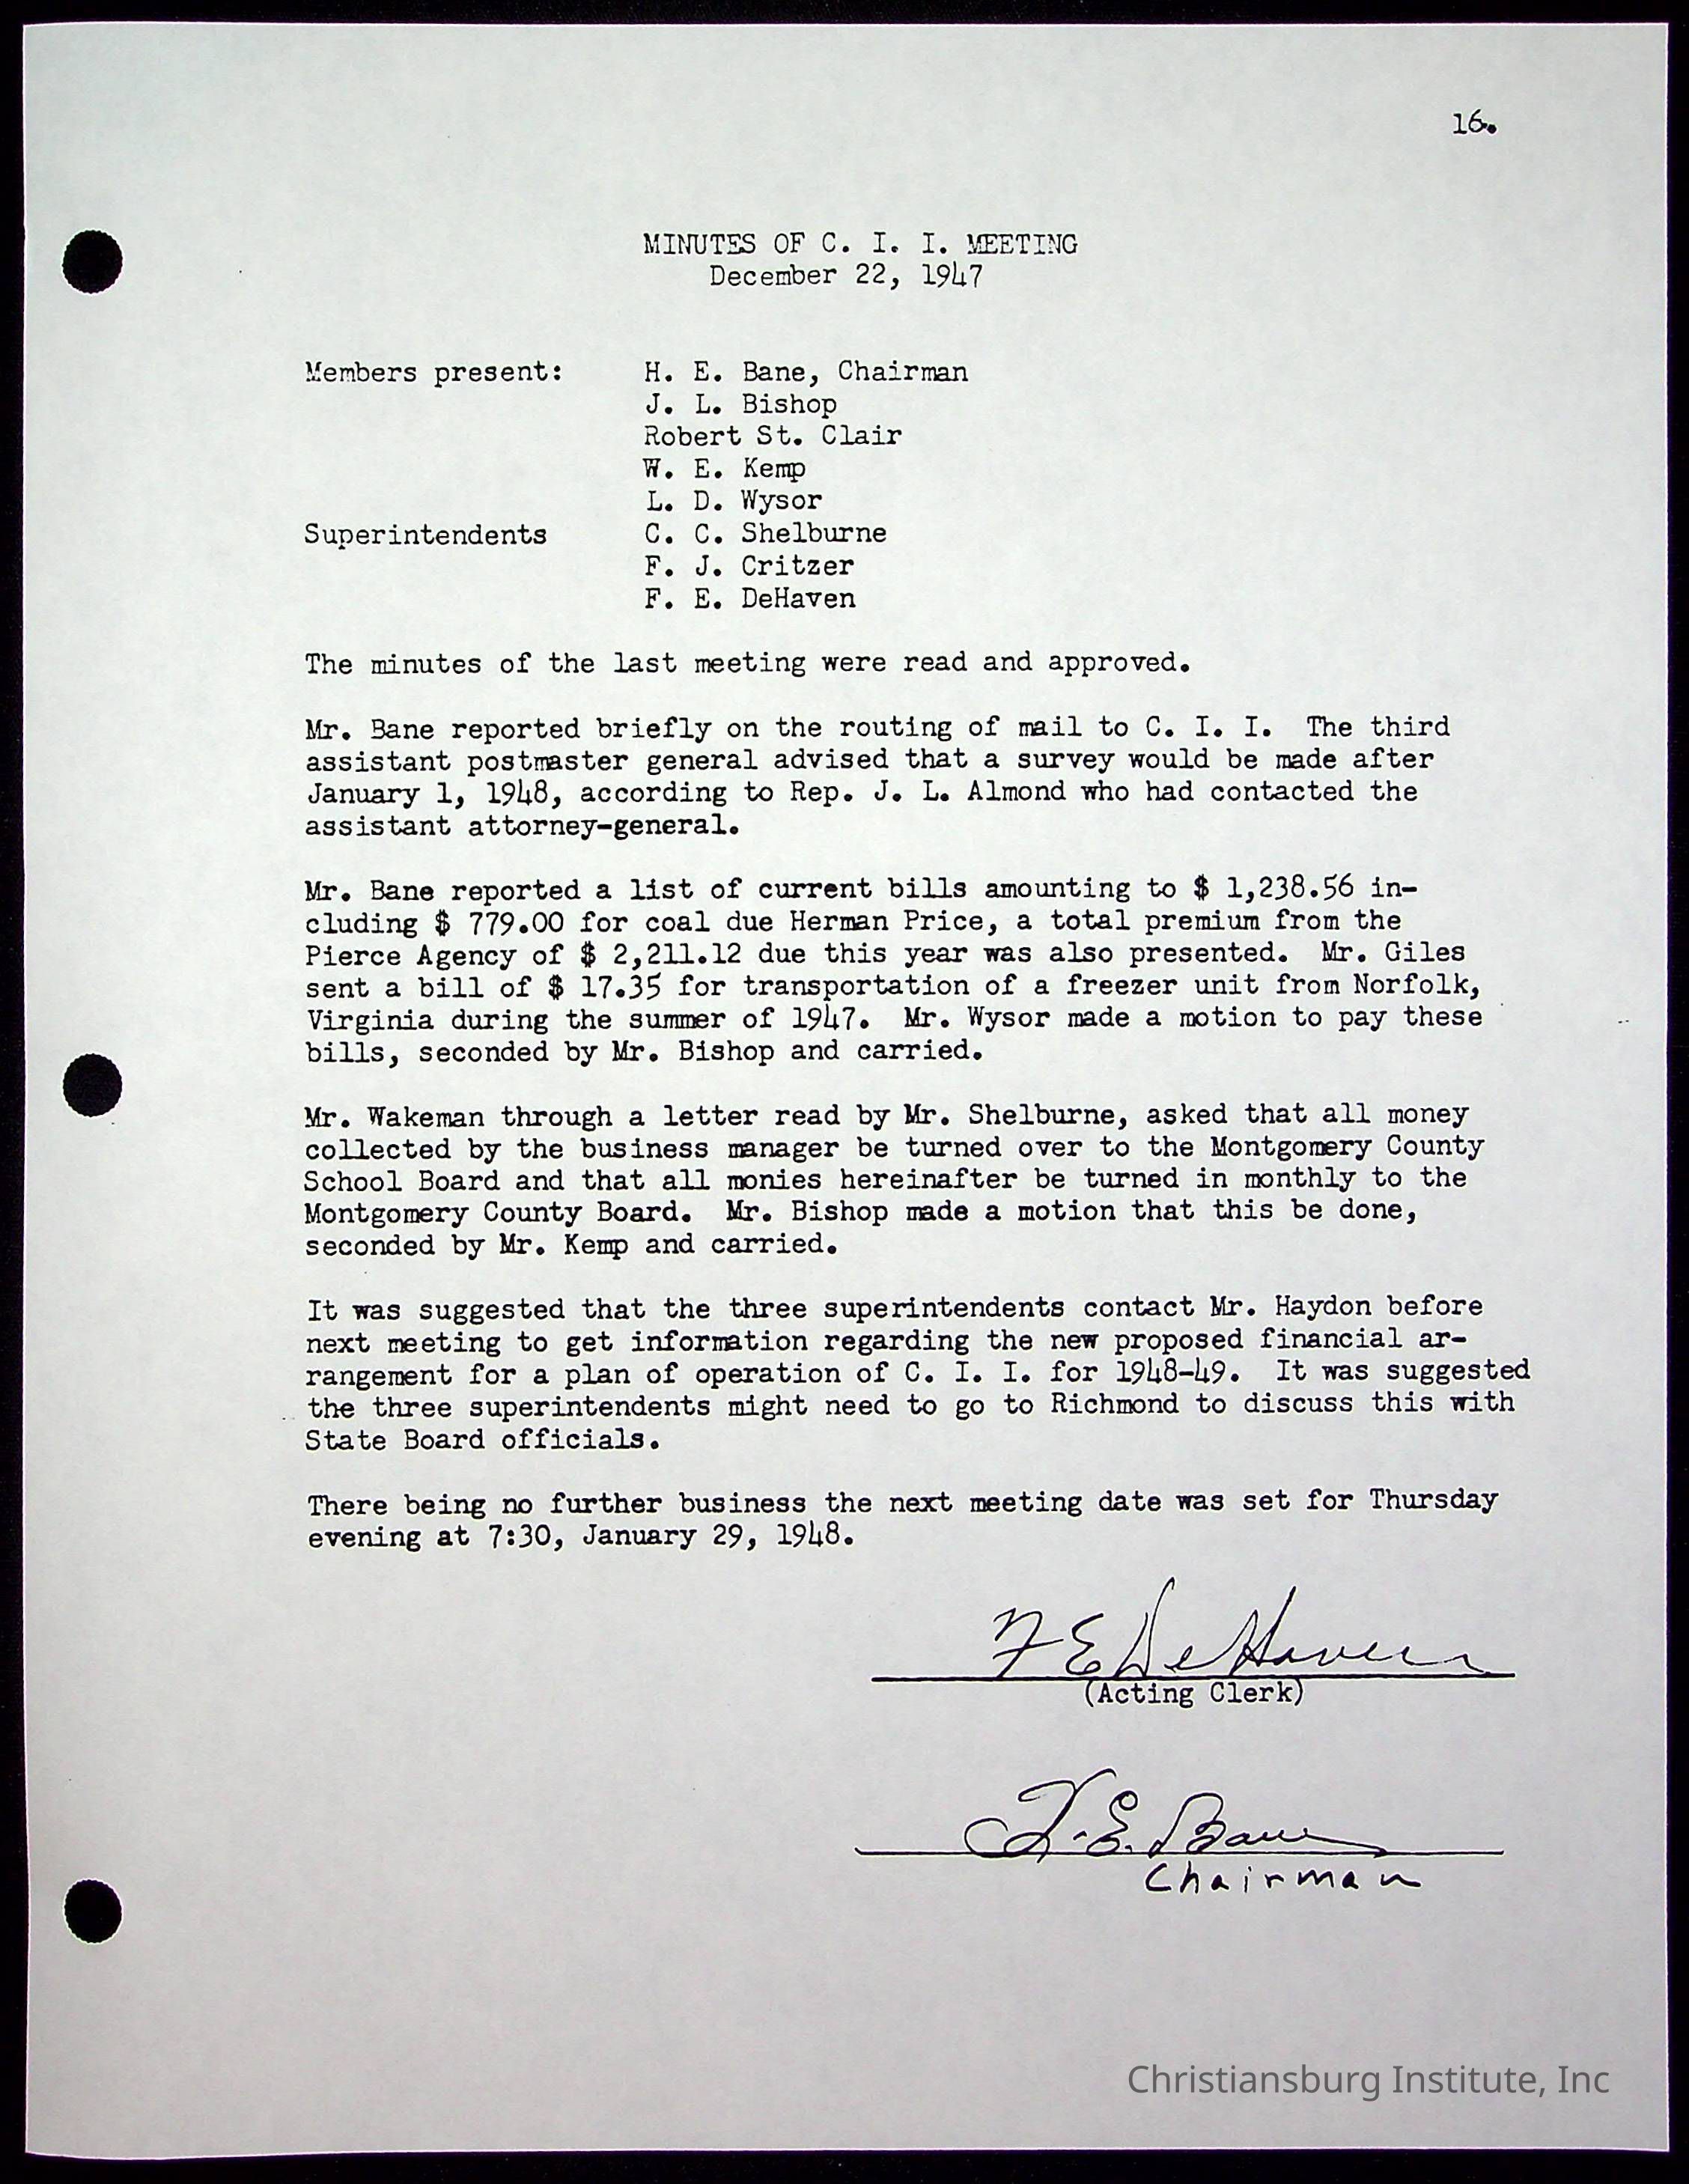 16.
MINUTES OF C. I. I. MEETING
December 22, 1947
Members present: H. E. Bane, Chairman
J. L. Bishop
Robert St. Clair
W. E. Kemp
L. D. Wysor
Superintendents C. C. Shelburne
F. J. Critzer
F. E. DeHaven
The minutes of the last meeting were read and approved.
Mr. Bane reported briefly on the routing of mail to C. I. I. The third
assistant postmaster general advised that a survey would be made after
January 1, 1948, according to Rep. J. L. Almond who had contacted the
assistant attorney-general.
Mr. Bane reported a list of current bills amounting to $ 1,238.56 in-
cluding $ 779.00 for coal due Herman Price, a total premium from the
Pierce Agency of $ 2,211.12 due this year was also presented. Mr. Giles
sent a bill of $ 17.35 for transportation of a freezer unit from Norfolk,
Virginia during the summer of 1947. Mr. Wysor made a motion to pay these
bills, seconded by Mr. Bishop and carried.
Mr. Wakeman through a letter read by Mr. Shelburne, asked that all money
collected by the business manager be turned over to the Montgomery County
School Board and that all monies hereinafter be turned in monthly to the
Montgomery County Board. Mr. Bishop made a motion that this be done,
seconded by Mr. Kemp and carried.
It was suggested that the three superintendents contact Mr. Haydon before
next meeting to get information regarding the new proposed financial ar-
rangement for a plan of operation of C. I. I. for 1948-49. It was suggested
the three superintendents might need to go to Richmond to discuss this with
State Board officials.
There being no further business the next meeting date was set for Thursday
evening at 7:30, January 29, 1948.
F E DeHaven
(Acting Clerk)
H. E. Bane
Chairman
Christiansburg Institute, Inc